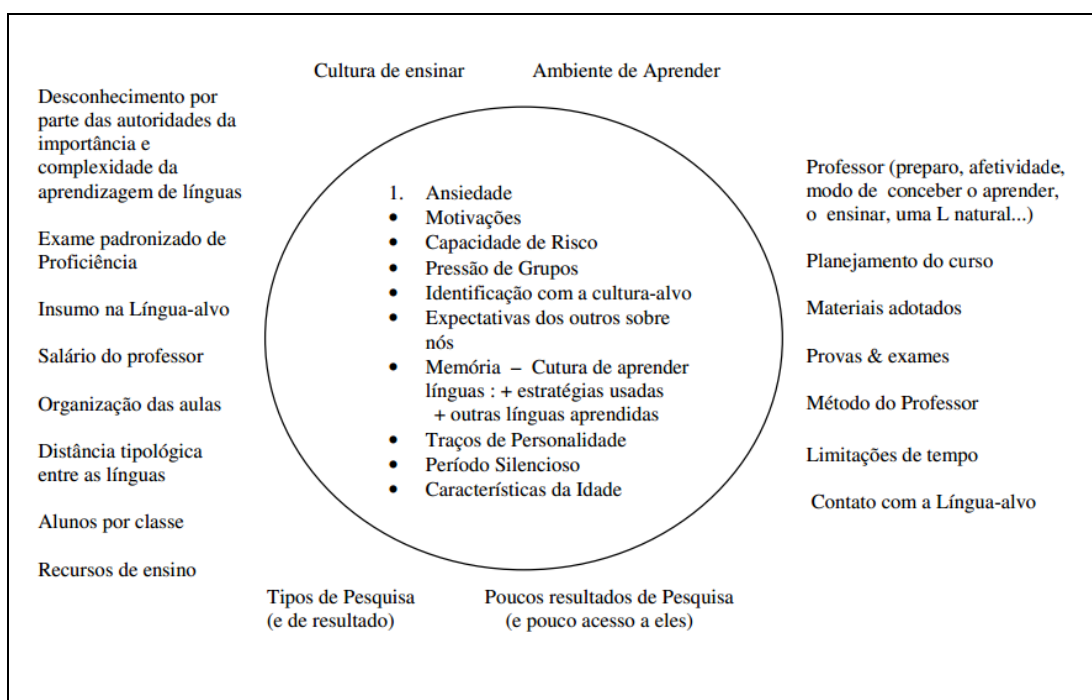 Cultura de ensinar
Ambiente de Aprender
Desconhecimento por
parte das autoridades da
importância e
complexidade da
aprendizagem de línguas
Exame padronizado de
Proficiência
Insumo na Língua-alvo
Salário do professor
Organização das aulas
Distância tipológica
entre as línguas
Alunos por classe
Recursos de ensino
1. Ansiedade
• Motivações
• Capacidade de Risco
• Pressão de Grupos
• Identificação com a cultura-alvo
• Expectativas dos outros sobre
nós
• Memória – Cutura de aprender
línguas : + estratégias usadas
+ outras línguas aprendidas
• Traços de Personalidade
• Período Silencioso
• Características da Idade
Professor (preparo, afetividade,
modo de conceber o aprender,
o ensinar, uma L natural...)
Planejamento do curso
Materiais adotados
Provas & exames
Método do Professor
Limitações de tempo
Contato com a Língua-alvo
Tipos de Pesquisa
(e de resultado)
Poucos resultados de Pesquisa
(e pouco acesso a eles)